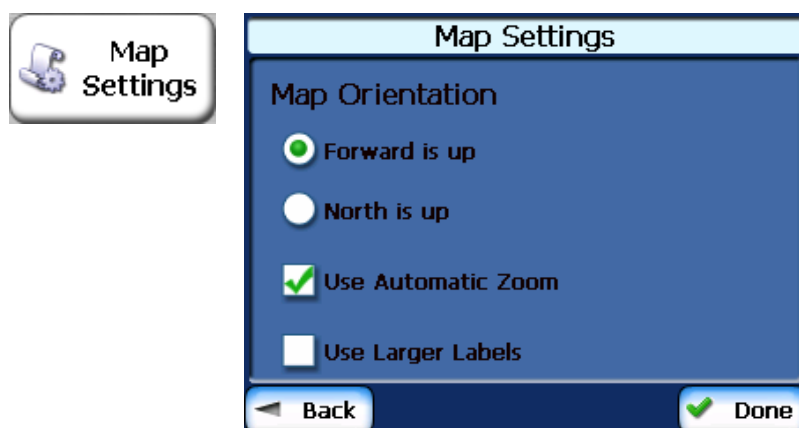 Map
Settings
Map Settings
Map Orientation
Forward is up
North is up
Use Automatic Zoom
Use Larger Labels
Back
Done